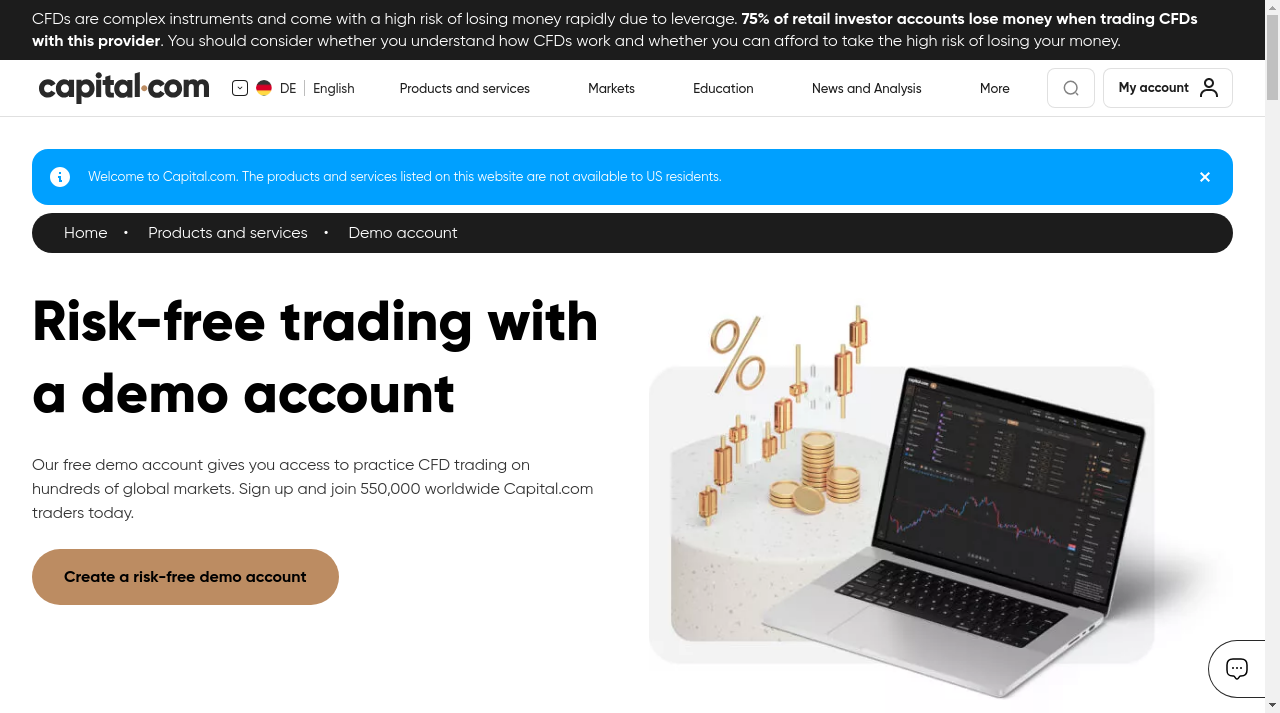 CFDs are complex instruments and come with a high risk of losing money rapidly due to leverage. 75% of retail investor accounts lose money when trading CFDs
with this provider. You should consider whether you understand how CFDs work and whether you can afford to take the high risk of losing your money.
capital.com
DE
English
Products and services
Markets
Education
News and Analysis
More
My account
Welcome to Capital.com. The products and services listed on this website are not available to US residents.
Home • Products and services • Demo account
Risk-free trading with
a demo account
Our free demo account gives you access to practice CFD trading on
hundreds of global markets. Sign up and join 550,000 worldwide Capital.com
traders today.
Create a risk-free demo account